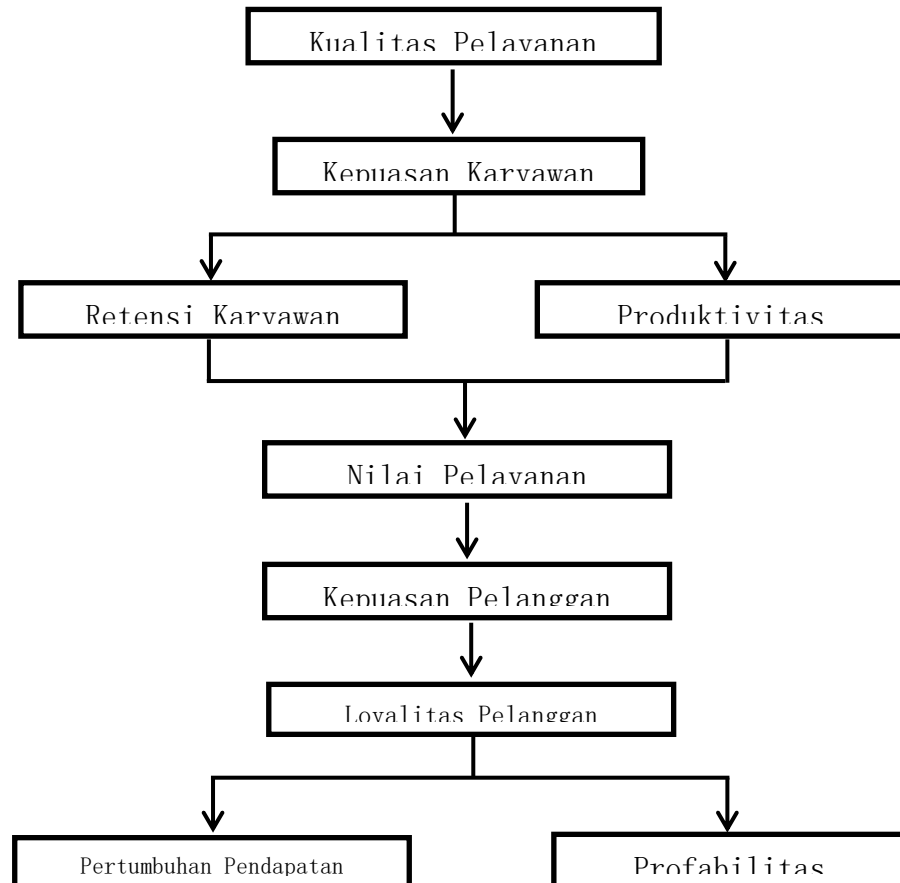 Kualitas Pelayanan
Kepuasan Karyawan
Retensi Karyawan
Produktivitas
Nilai Pelayanan
Kepuasan Pelanggan
Loyalitas Pelanggan
Pertumbuhan Pendapatan
Profabilitas